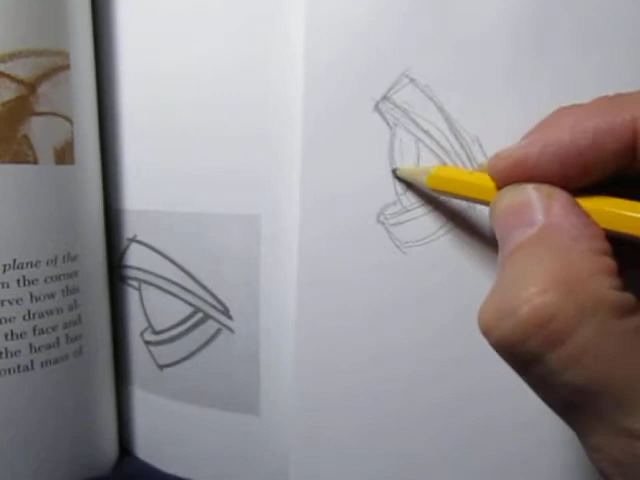 plane of the
n the corner
rve how this
ne drawn al-
the face and
the head has
ontal mass of